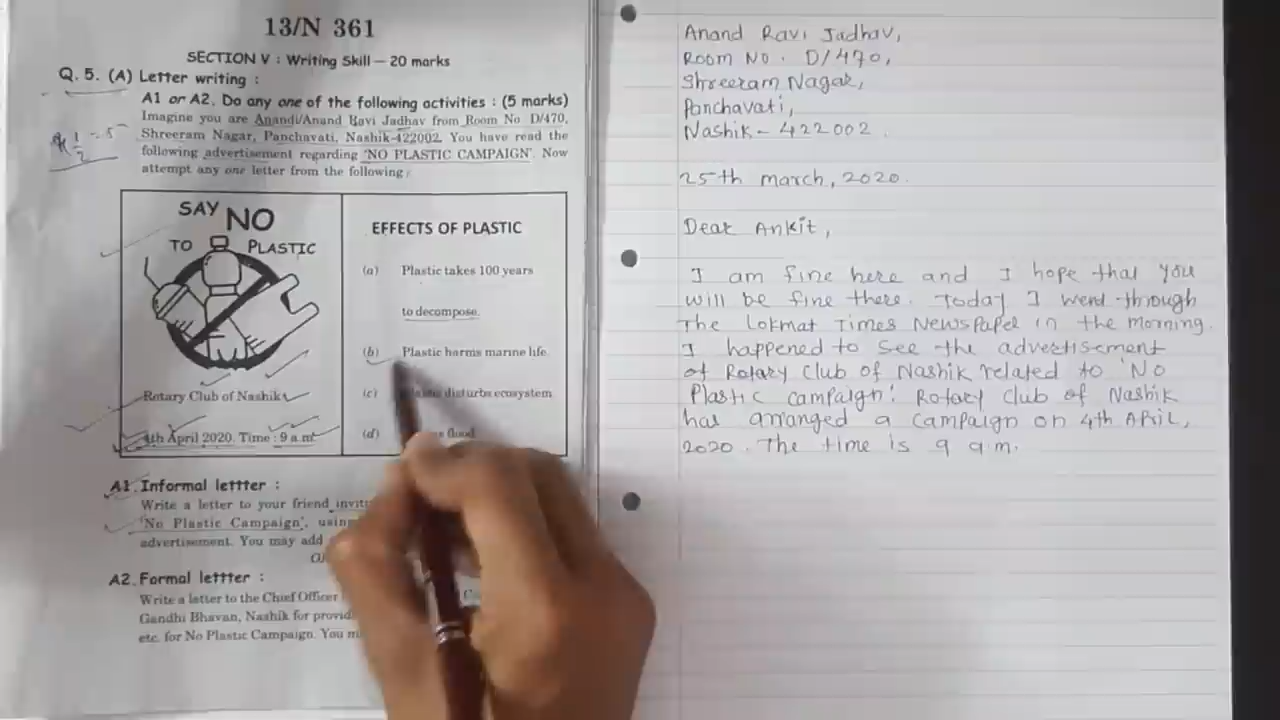 13/N 361
SECTION V : Writing Skill — 20 marks
Q. 5. (A) Letter writing :
A1 or A2. Do any one of the following activities : (5 marks)
Imagine you are Anandi/Anand Ravi Jadhav from Room No D/470,
Shreeram Nagar, Panchavati, Nashik-422002. You have read the
following advertisement regarding 'NO PLASTIC CAMPAIGN'. Now
attempt any one letter from the following:
SAY NO
TO PLASTIC
Rotary Club of Nashik
4th April 2020. Time : 9 a.m.
EFFECTS OF PLASTIC
(a) Plastic takes 100 years
to decompose.
(b) Plastic harms marine life.
(c) disturbs ecosystem
(d) flood
A1. Informal lettter :
Write a letter to your friend
'No Plastic Campaign', using
advertisement. You may add
A2. Formal lettter :
Write a letter to the Chief Officer
Gandhi Bhavan, Nashik for
etc. for No Plastic Campaign. You
Anand Ravi Jadhav,
Room No. D/470,
Shreeram Nagar,
Panchavati,
Nashik - 422002.
25th march, 2020.
Dear Ankit,
I am fine here and I hope that you
will be fine there. Today I went through
The Lokmat Times Newspaper in the morning.
I happened to see the advertisement
of Rotary Club of Nashik related to 'No
Plastic campaign'. Rotary Club of Nashik
has arranged a campaign on 4th April,
2020. The time is 9 a.m.